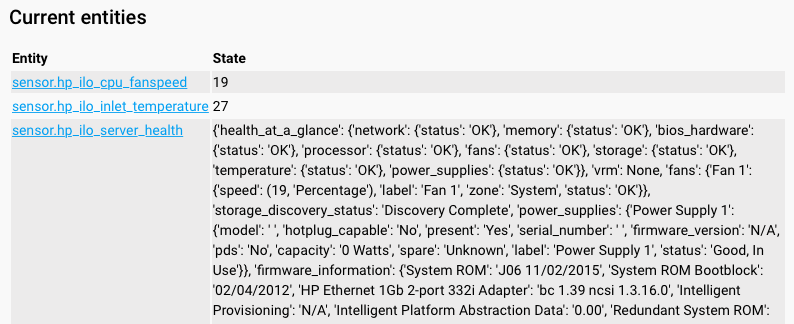 Current entities
Entity State
sensor.hp_ilo_cpu_fanspeed 19
sensor.hp_ilo_inlet_temperature 27
sensor.hp_ilo_server_health {'health_at_a_glance': {'network': {'status': 'OK'}, 'memory': {'status': 'OK'}, 'bios_hardware':
{'status': 'OK'}, 'processor': {'status': 'OK'}, 'fans': {'status': 'OK'}, 'storage': {'status': 'OK'},
'temperature': {'status': 'OK'}, 'power_supplies': {'status': 'OK'}}, 'vrm': None, 'fans': {'Fan 1':
{'speed': (19, 'Percentage'), 'label': 'Fan 1', 'zone': 'System', 'status': 'OK'}},
'storage_discovery_status': 'Discovery Complete', 'power_supplies': {'Power Supply 1':
{'model': ' ', 'hotplug_capable': 'No', 'present': 'Yes', 'serial_number': ' ', 'firmware_version': 'N/A',
'pds': 'No', 'capacity': '0 Watts', 'spare': 'Unknown', 'label': 'Power Supply 1', 'status': 'Good, In
Use'}}, 'firmware_information': {'System ROM': 'J06 11/02/2015', 'System ROM Bootblock':
'02/04/2012', 'HP Ethernet 1Gb 2-port 332i Adapter': 'bc 1.39 ncsi 1.3.16.0', 'Intelligent
Provisioning': 'N/A', 'Intelligent Platform Abstraction Data': '0.00', 'Redundant System ROM':